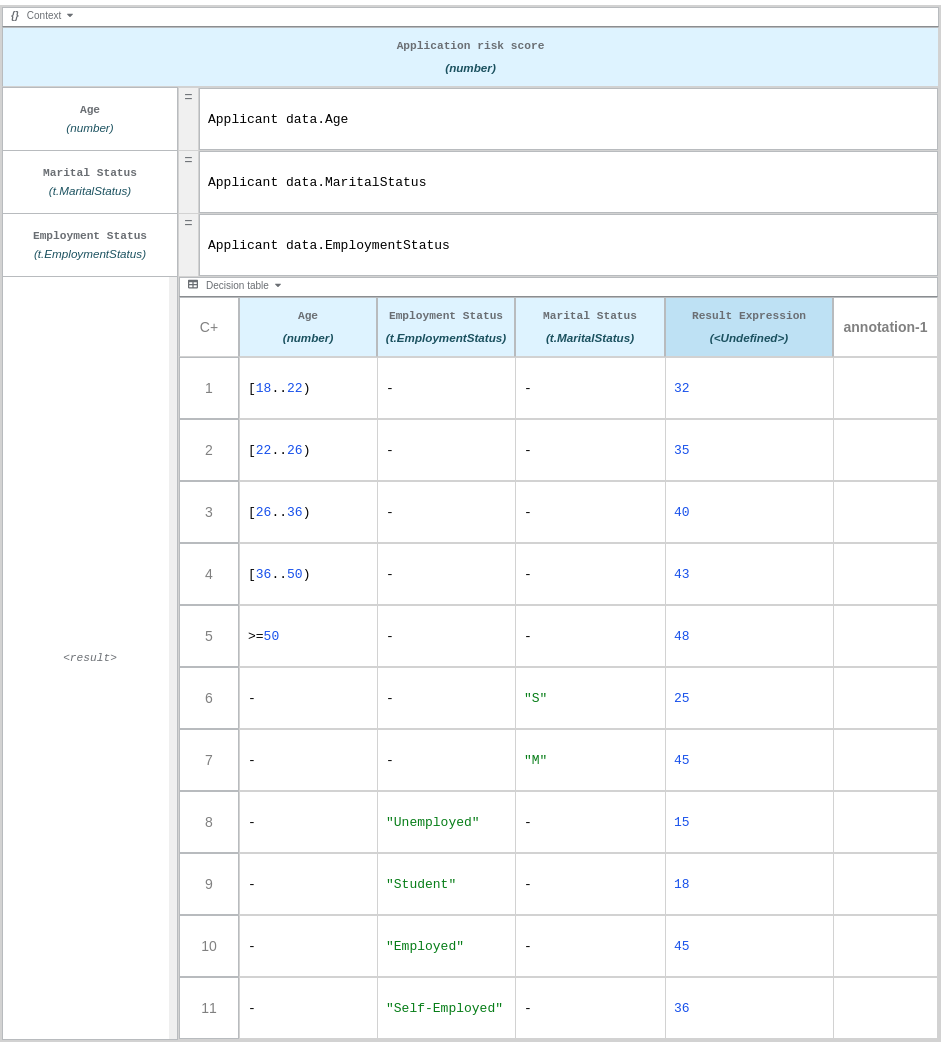 {} Context
Application risk score
(number)
Age
(number)
=
Applicant data.Age
Marital Status
(t.MaritalStatus)
=
Applicant data.MaritalStatus
Employment Status
(t.EmploymentStatus)
=
Applicant data.EmploymentStatus
<result>
Decision table
C+ Age (number) Employment Status (t.EmploymentStatus) Marital Status (t.MaritalStatus) Result Expression (<Undefined>) annotation-1
1 [18..22) - - 32
2 [22..26) - - 35
3 [26..36) - - 40
4 [36..50) - - 43
5 >=50 - - 48
6 - - "S" 25
7 - - "M" 45
8 - "Unemployed" - 15
9 - "Student" - 18
10 - "Employed" - 45
11 - "Self-Employed" - 36